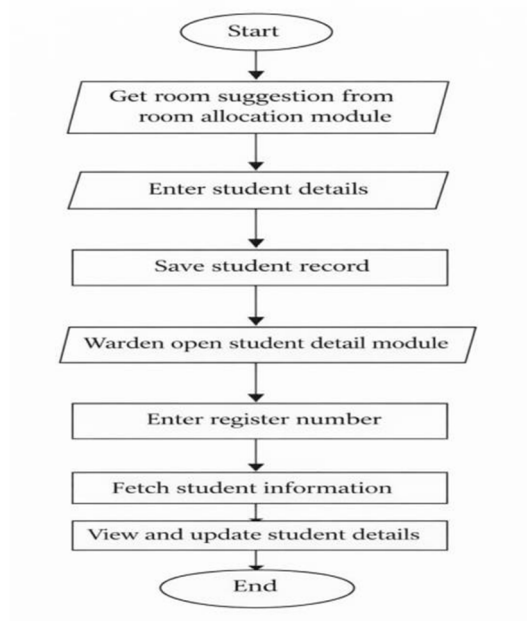 Start
Get room suggestion from
room allocation module
Enter student details
Save student record
Warden open student detail module
Enter register number
Fetch student information
View and update student details
End